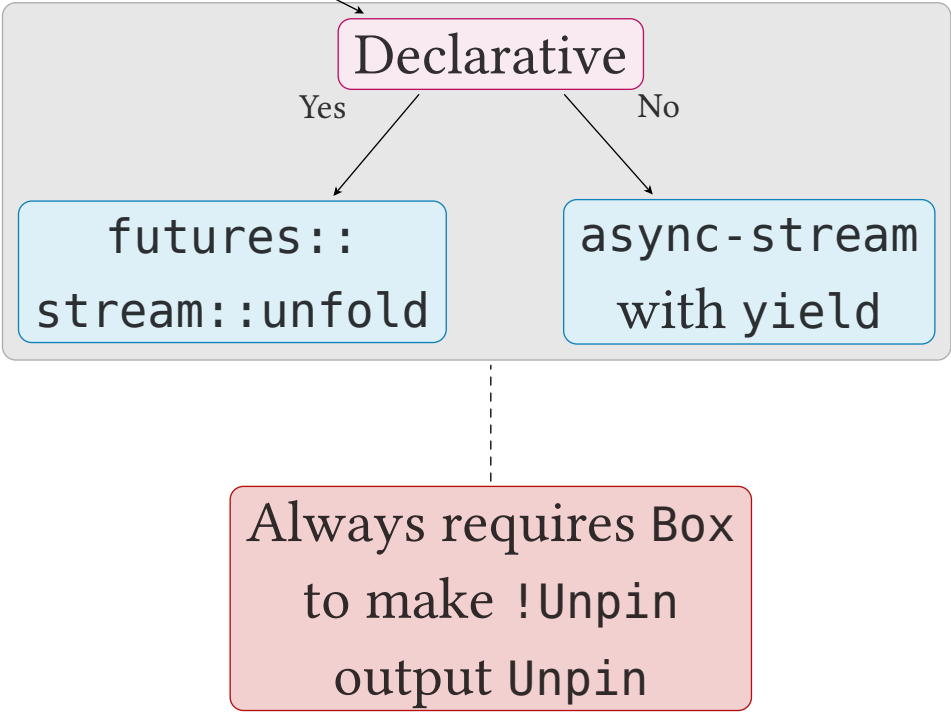 Declarative
Yes
No
futures::
stream::unfold
async-stream
with yield
Always requires Box
to make !Unpin
output Unpin